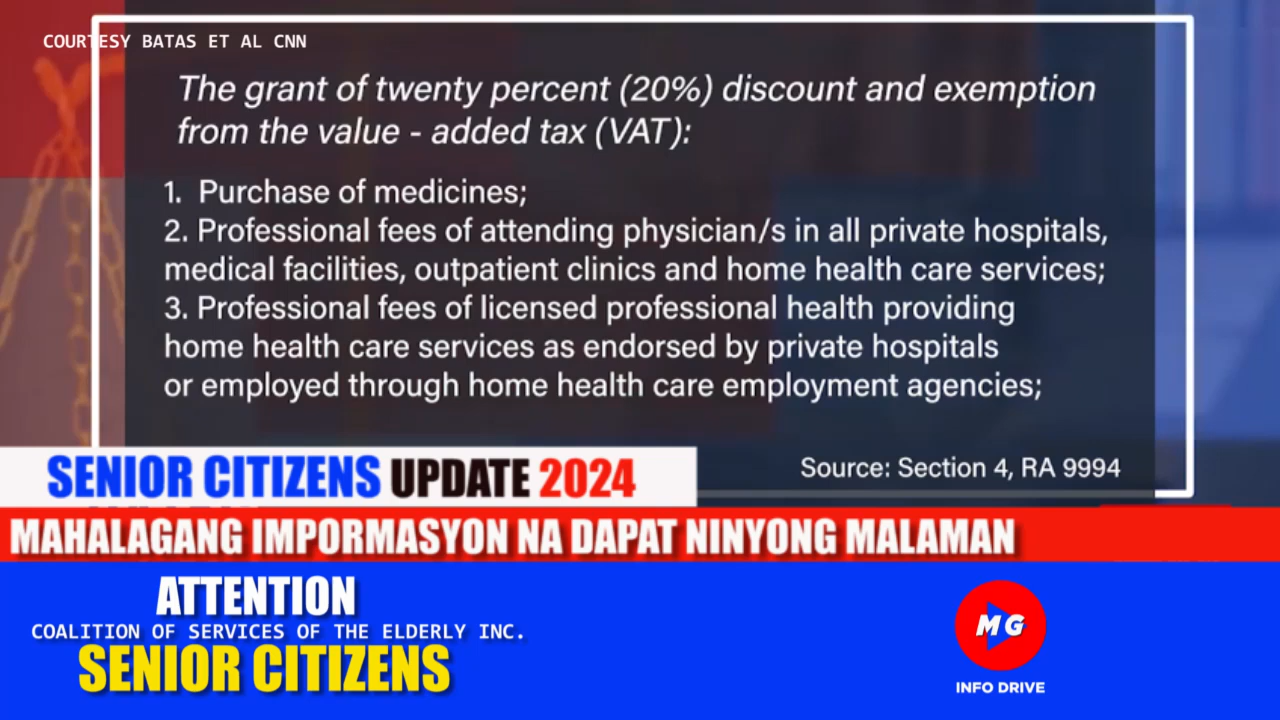 COURTESY BATAS ET AL CNN
The grant of twenty percent (20%) discount and exemption
from the value - added tax (VAT):
1. Purchase of medicines;
2. Professional fees of attending physician/s in all private hospitals,
medical facilities, outpatient clinics and home health care services;
3. Professional fees of licensed professional health providing
home health care services as endorsed by private hospitals
or employed through home health care employment agencies;
Source: Section 4, RA 9994
SENIOR CITIZENS UPDATE 2024
MAHALAGANG IMPORMASYON NA DAPAT NINYONG MALAMAN
ATTENTION
COALITION OF SERVICES OF THE ELDERLY INC.
SENIOR CITIZENS
MG
INFO DRIVE